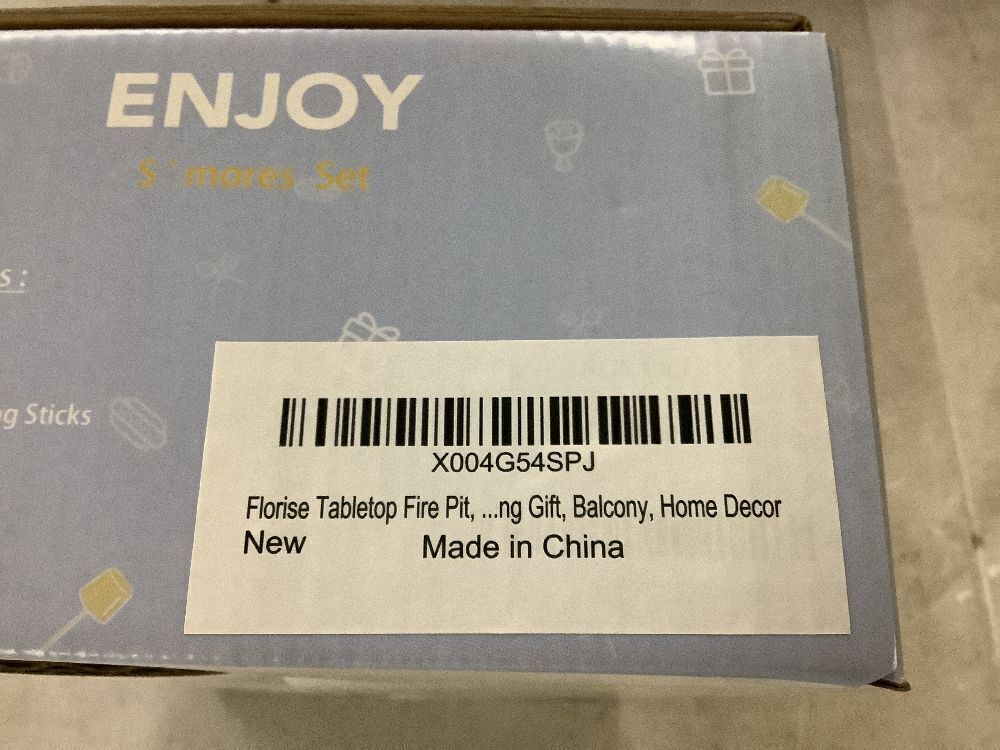 ENJOY
S'mores Set
s :
g Sticks
X004G54SPJ
Florise Tabletop Fire Pit, ...ng Gift, Balcony, Home Decor
New Made in China